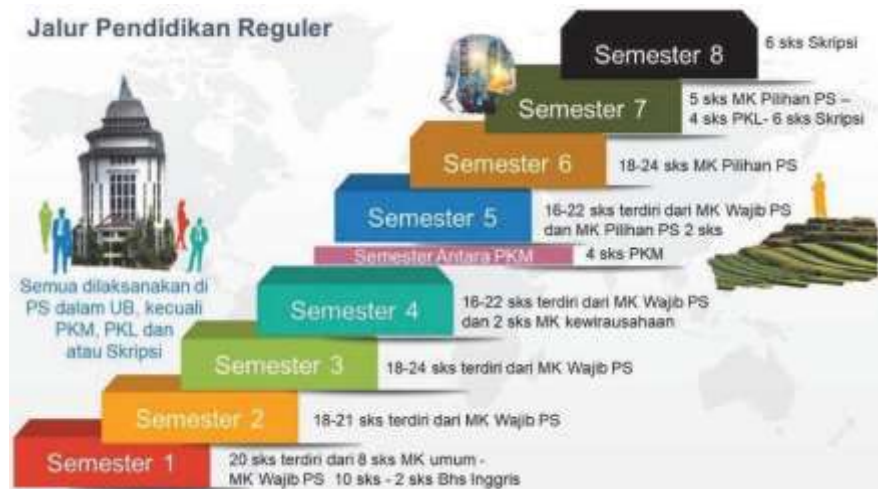 Jalur Pendidikan Reguler
Semester 8
6 sks Skripsi
Semester 7
5 sks MK Pilihan PS –
4 sks PKL- 6 sks Skripsi
Semester 6
18-24 sks MK Pilihan PS
Semester 5
16-22 sks terdiri dari MK Wajib PS
dan MK Pilihan PS 2 sks
Semester Antara PKM
4 sks PKM
Semua dilaksanakan di
PS dalam UB, kecuali
PKM, PKL dan
atau Skripsi
Semester 4
16-22 sks terdiri dari MK Wajib PS
dan 2 sks MK kewirausahaan
Semester 3
18-24 sks terdiri dari MK Wajib PS
Semester 2
18-21 sks terdiri dari MK Wajib PS
Semester 1
20 sks terdiri dari 8 sks MK umum -
MK Wajib PS 10 sks - 2 sks Bhs Inggris